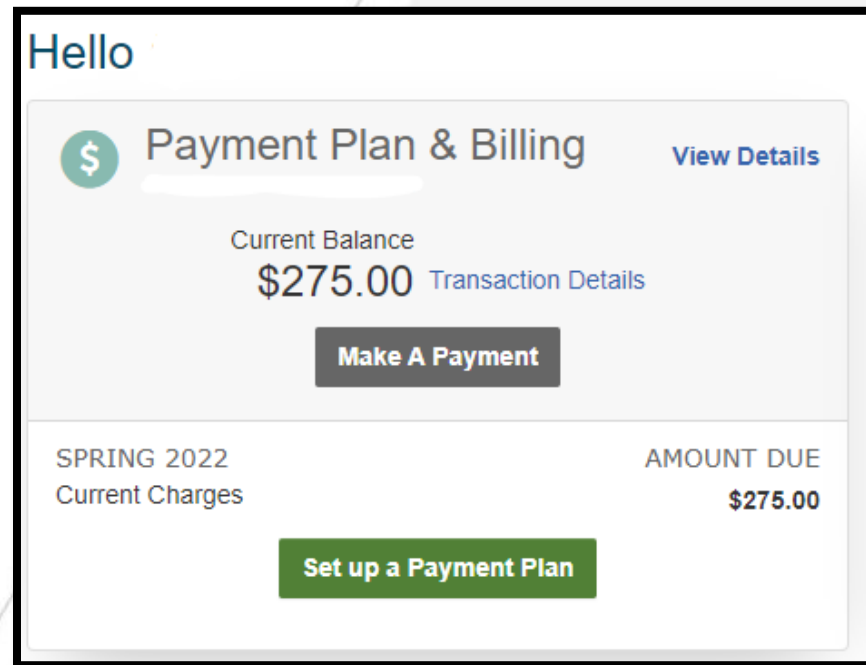 Hello
$ Payment Plan & Billing View Details
Current Balance
$275.00 Transaction Details
Make A Payment
SPRING 2022 AMOUNT DUE
Current Charges $275.00
Set up a Payment Plan